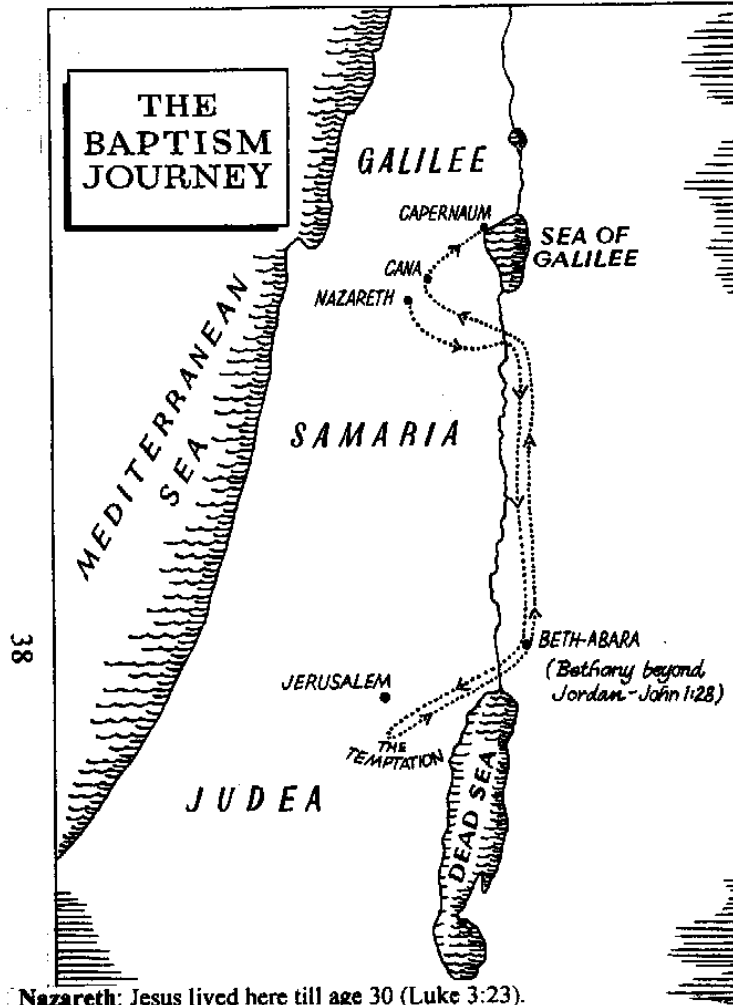 THE
BAPTISM
JOURNEY
GALILEE
CAPERNAUM
SEA OF
GALILEE
CANA
NAZARETH
MEDITERRANEAN
SEA
SAMARIA
38
BETH-ABARA
(Bethany beyond
Jordan - John 1:28)
JERUSALEM
THE
TEMPTATION
JUDEA
DEAD SEA
Nazareth: Jesus lived here till age 30 (Luke 3:23).